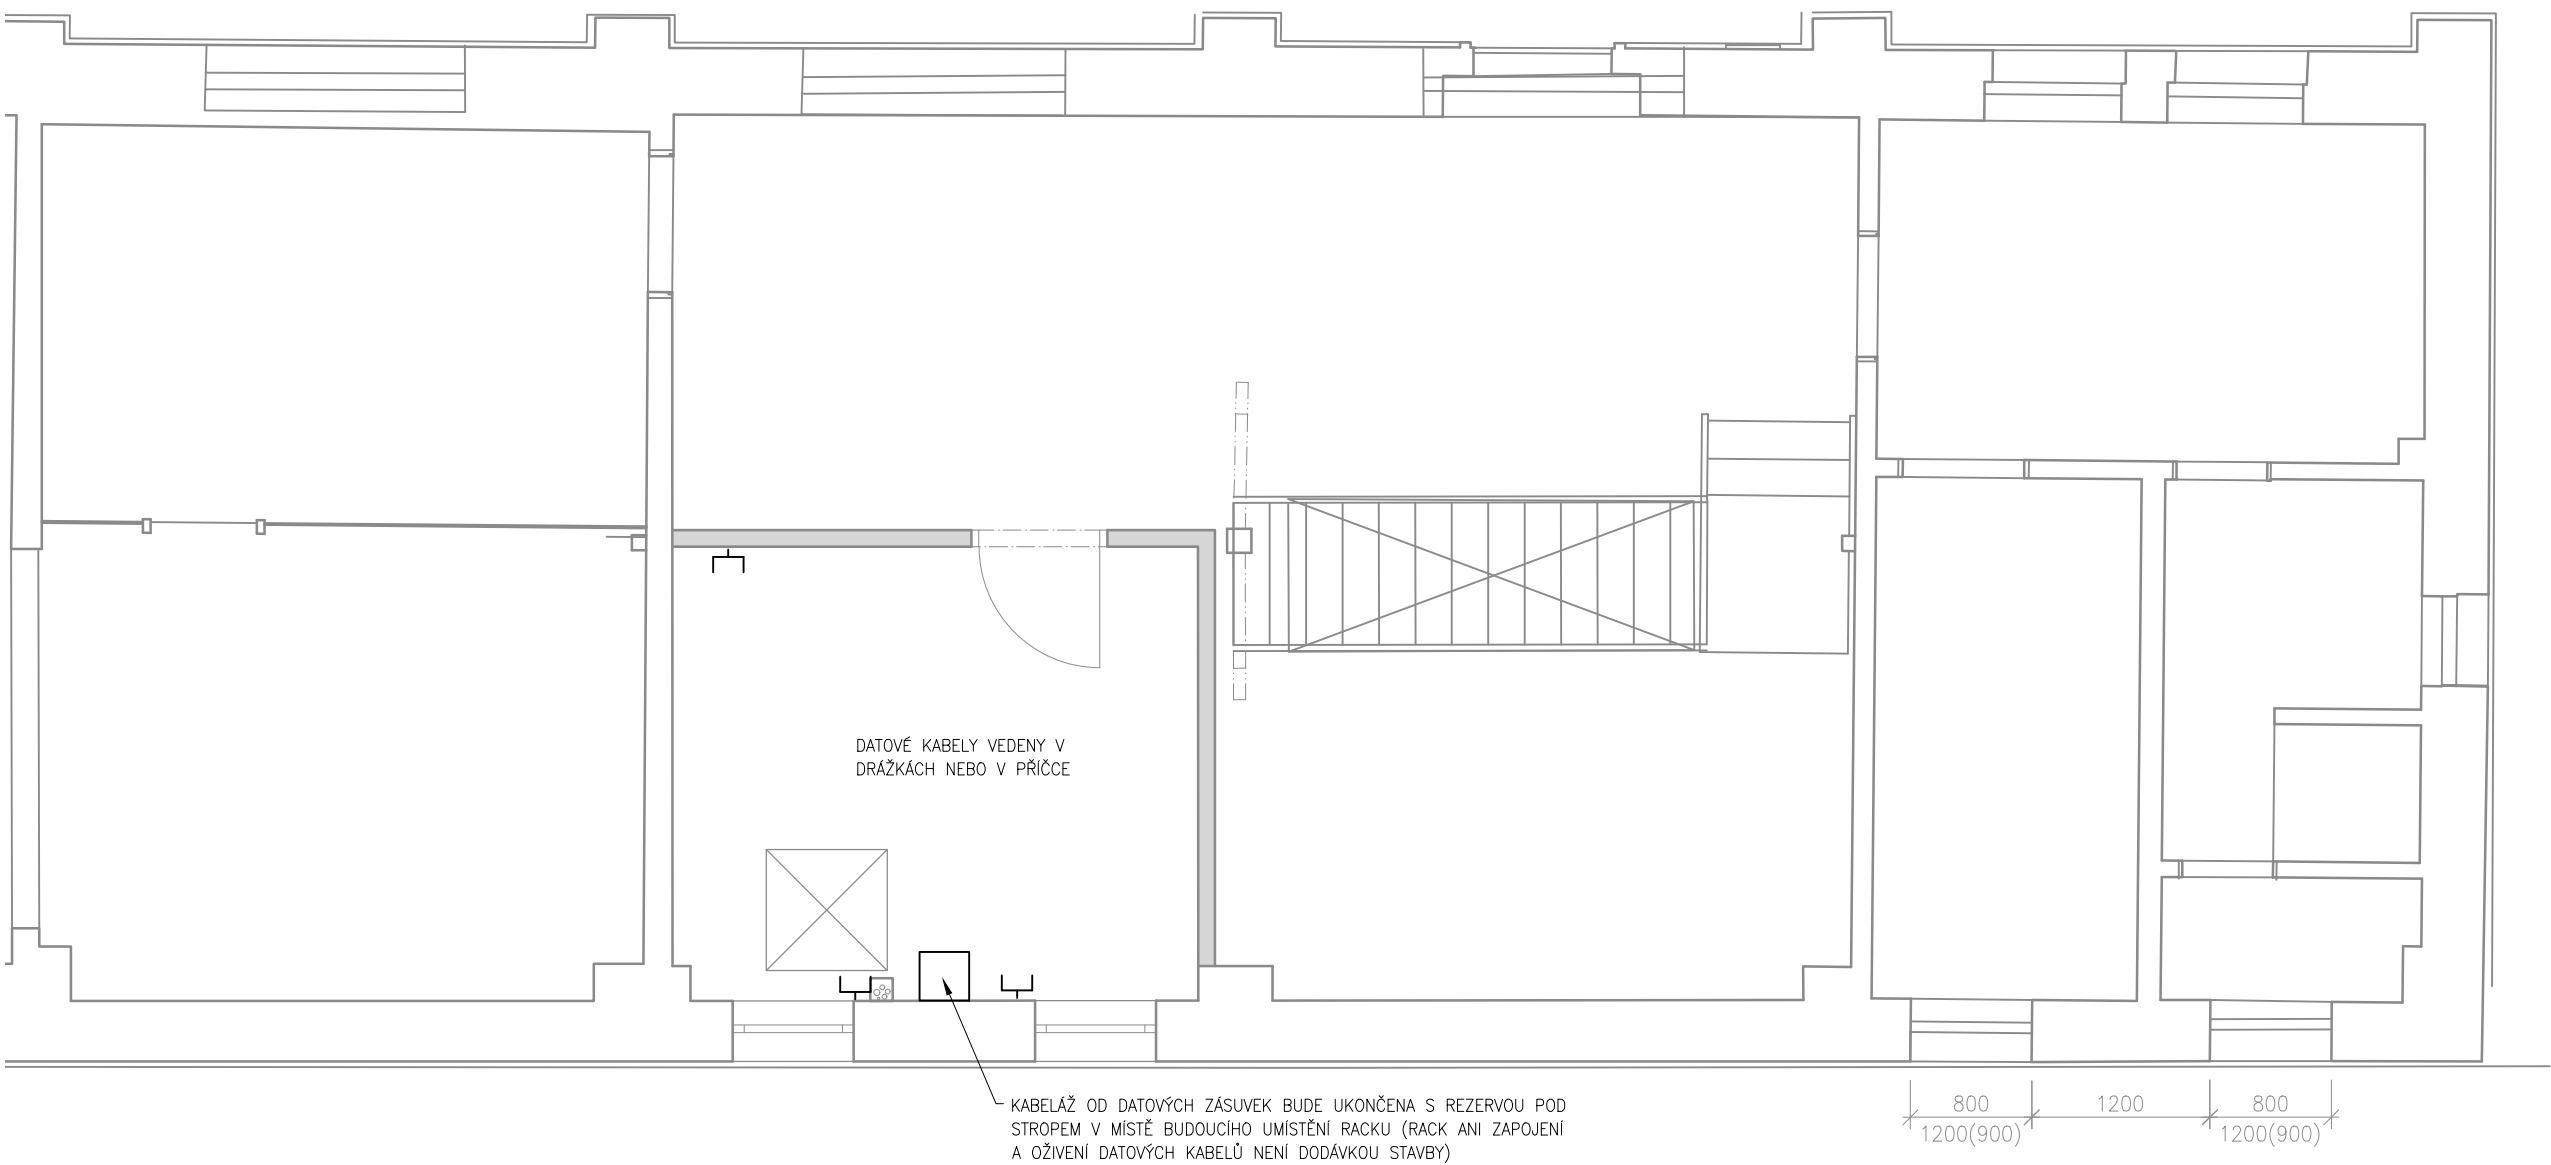 DATOVÉ KABELY VEDENY V
DRÁŽKÁCH NEBO V PŘÍČCE
KABELÁŽ OD DATOVÝCH ZÁSUVEK BUDE UKONČENA S REZERVOU POD
STROPEM V MÍSTĚ BUDOUCÍHO UMÍSTĚNÍ RACKU (RACK ANI ZAPOJENÍ
A OŽIVENÍ DATOVÝCH KABELŮ NENÍ DODÁVKOU STAVBY)
800 1200 800
1200(900) 1200(900)